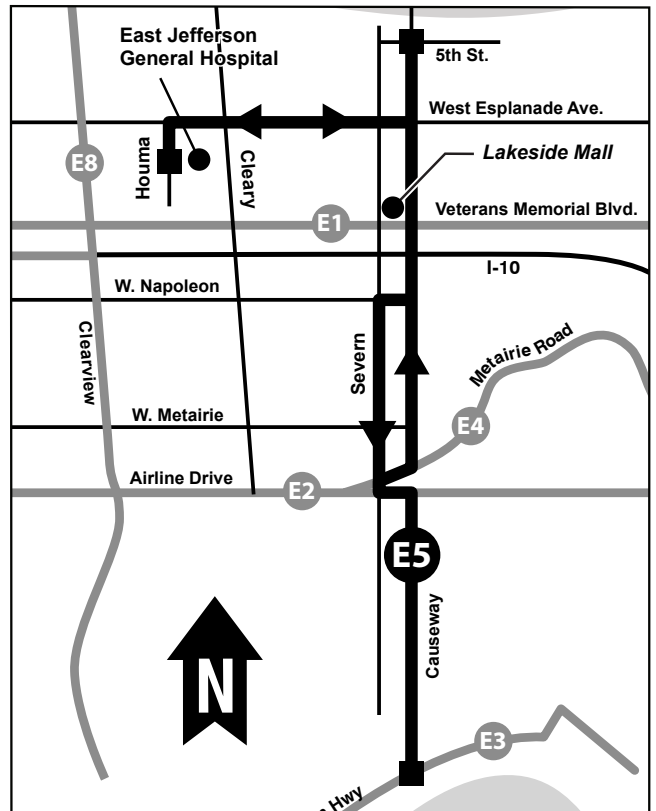 East Jefferson
General Hospital
5th St.
West Esplanade Ave.
E8
Houma
Cleary
Lakeside Mall
Veterans Memorial Blvd.
E1
I-10
W. Napoleon
Clearview
Severn
Metairie Road
W. Metairie
E4
Airline Drive
E2
E5
Causeway
N
E3
Hwy